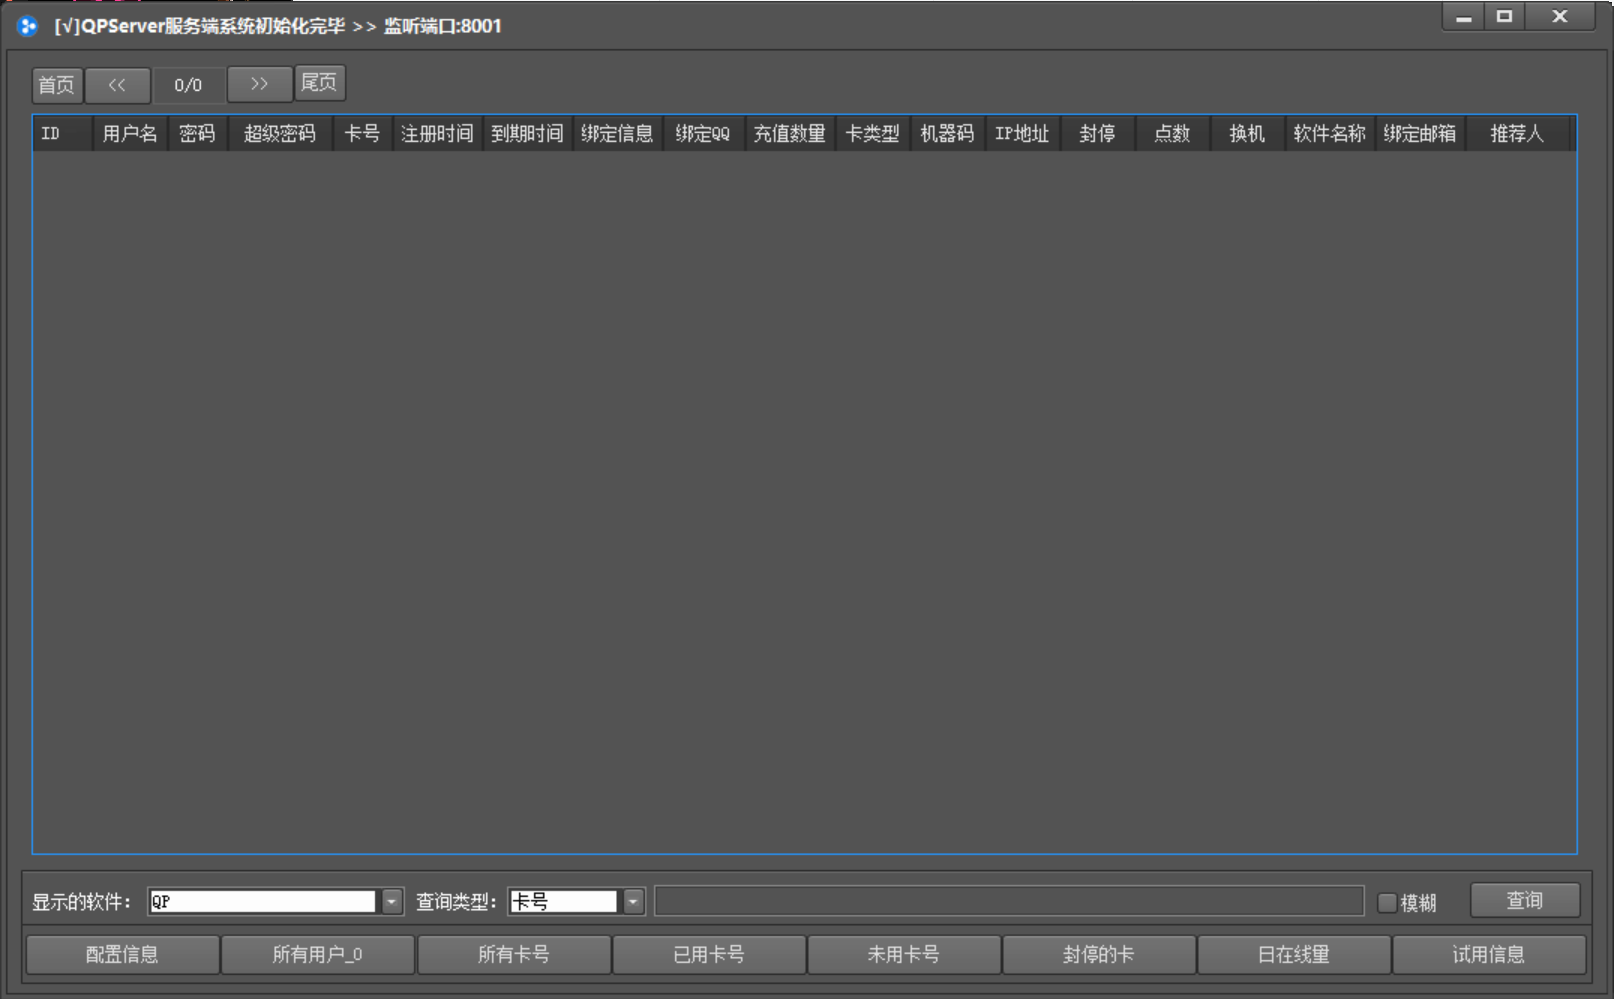 [√]QPServer服务端系统初始化完毕 >> 监听端口:8001
首页 << 0/0 >> 尾页
ID 用户名 密码 超级密码 卡号 注册时间 到期时间 绑定信息 绑定QQ 充值数量 卡类型 机器码 IP地址 封停 点数 换机 软件名称 绑定邮箱 推荐人
显示的软件: QP 查询类型: 卡号 模糊 查询
配置信息 所有用户_0 所有卡号 已用卡号 未用卡号 封停的卡 日在线量 试用信息